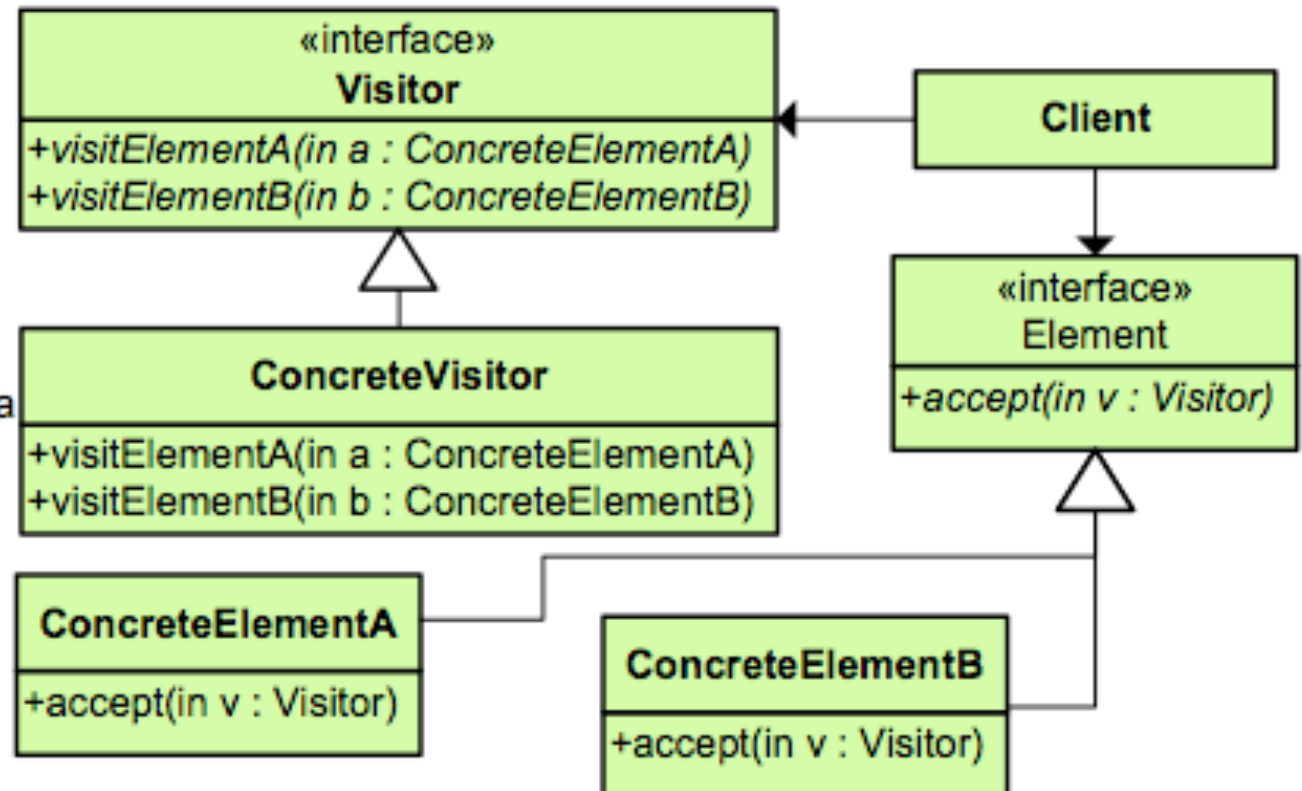 «interface»
Visitor
+visitElementA(in a : ConcreteElementA)
+visitElementB(in b : ConcreteElementB)
Client
«interface»
Element
+accept(in v : Visitor)
ConcreteVisitor
+visitElementA(in a : ConcreteElementA)
+visitElementB(in b : ConcreteElementB)
a
ConcreteElementA
+accept(in v : Visitor)
ConcreteElementB
+accept(in v : Visitor)